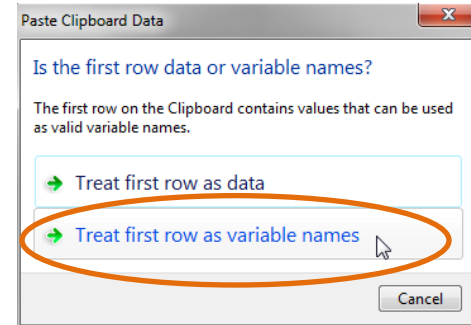 Paste Clipboard Data
Is the first row data or variable names?
The first row on the Clipboard contains values that can be used
as valid variable names.
Treat first row as data
Treat first row as variable names
Cancel